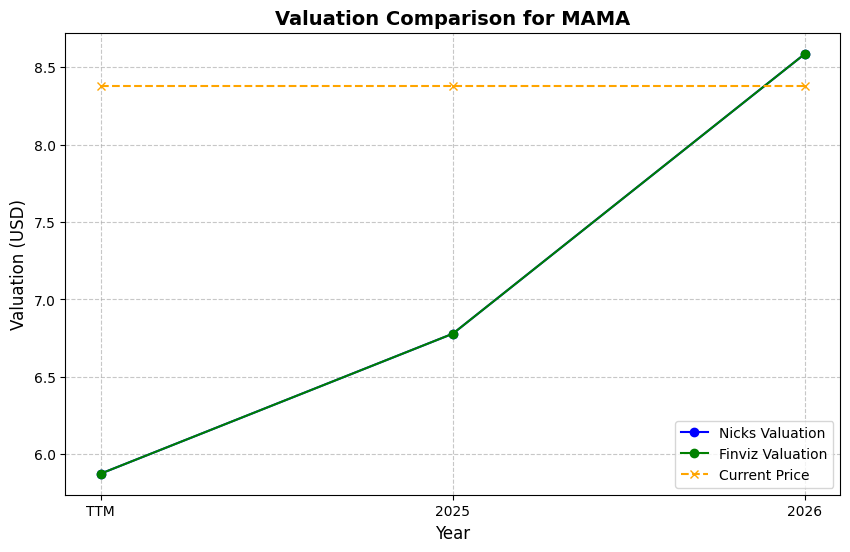 Valuation Comparison for MAMA
Valuation (USD)
8.5
8.0
7.5
7.0
6.5
6.0
TTM
2025
2026
Year
Nicks Valuation
Finviz Valuation
Current Price